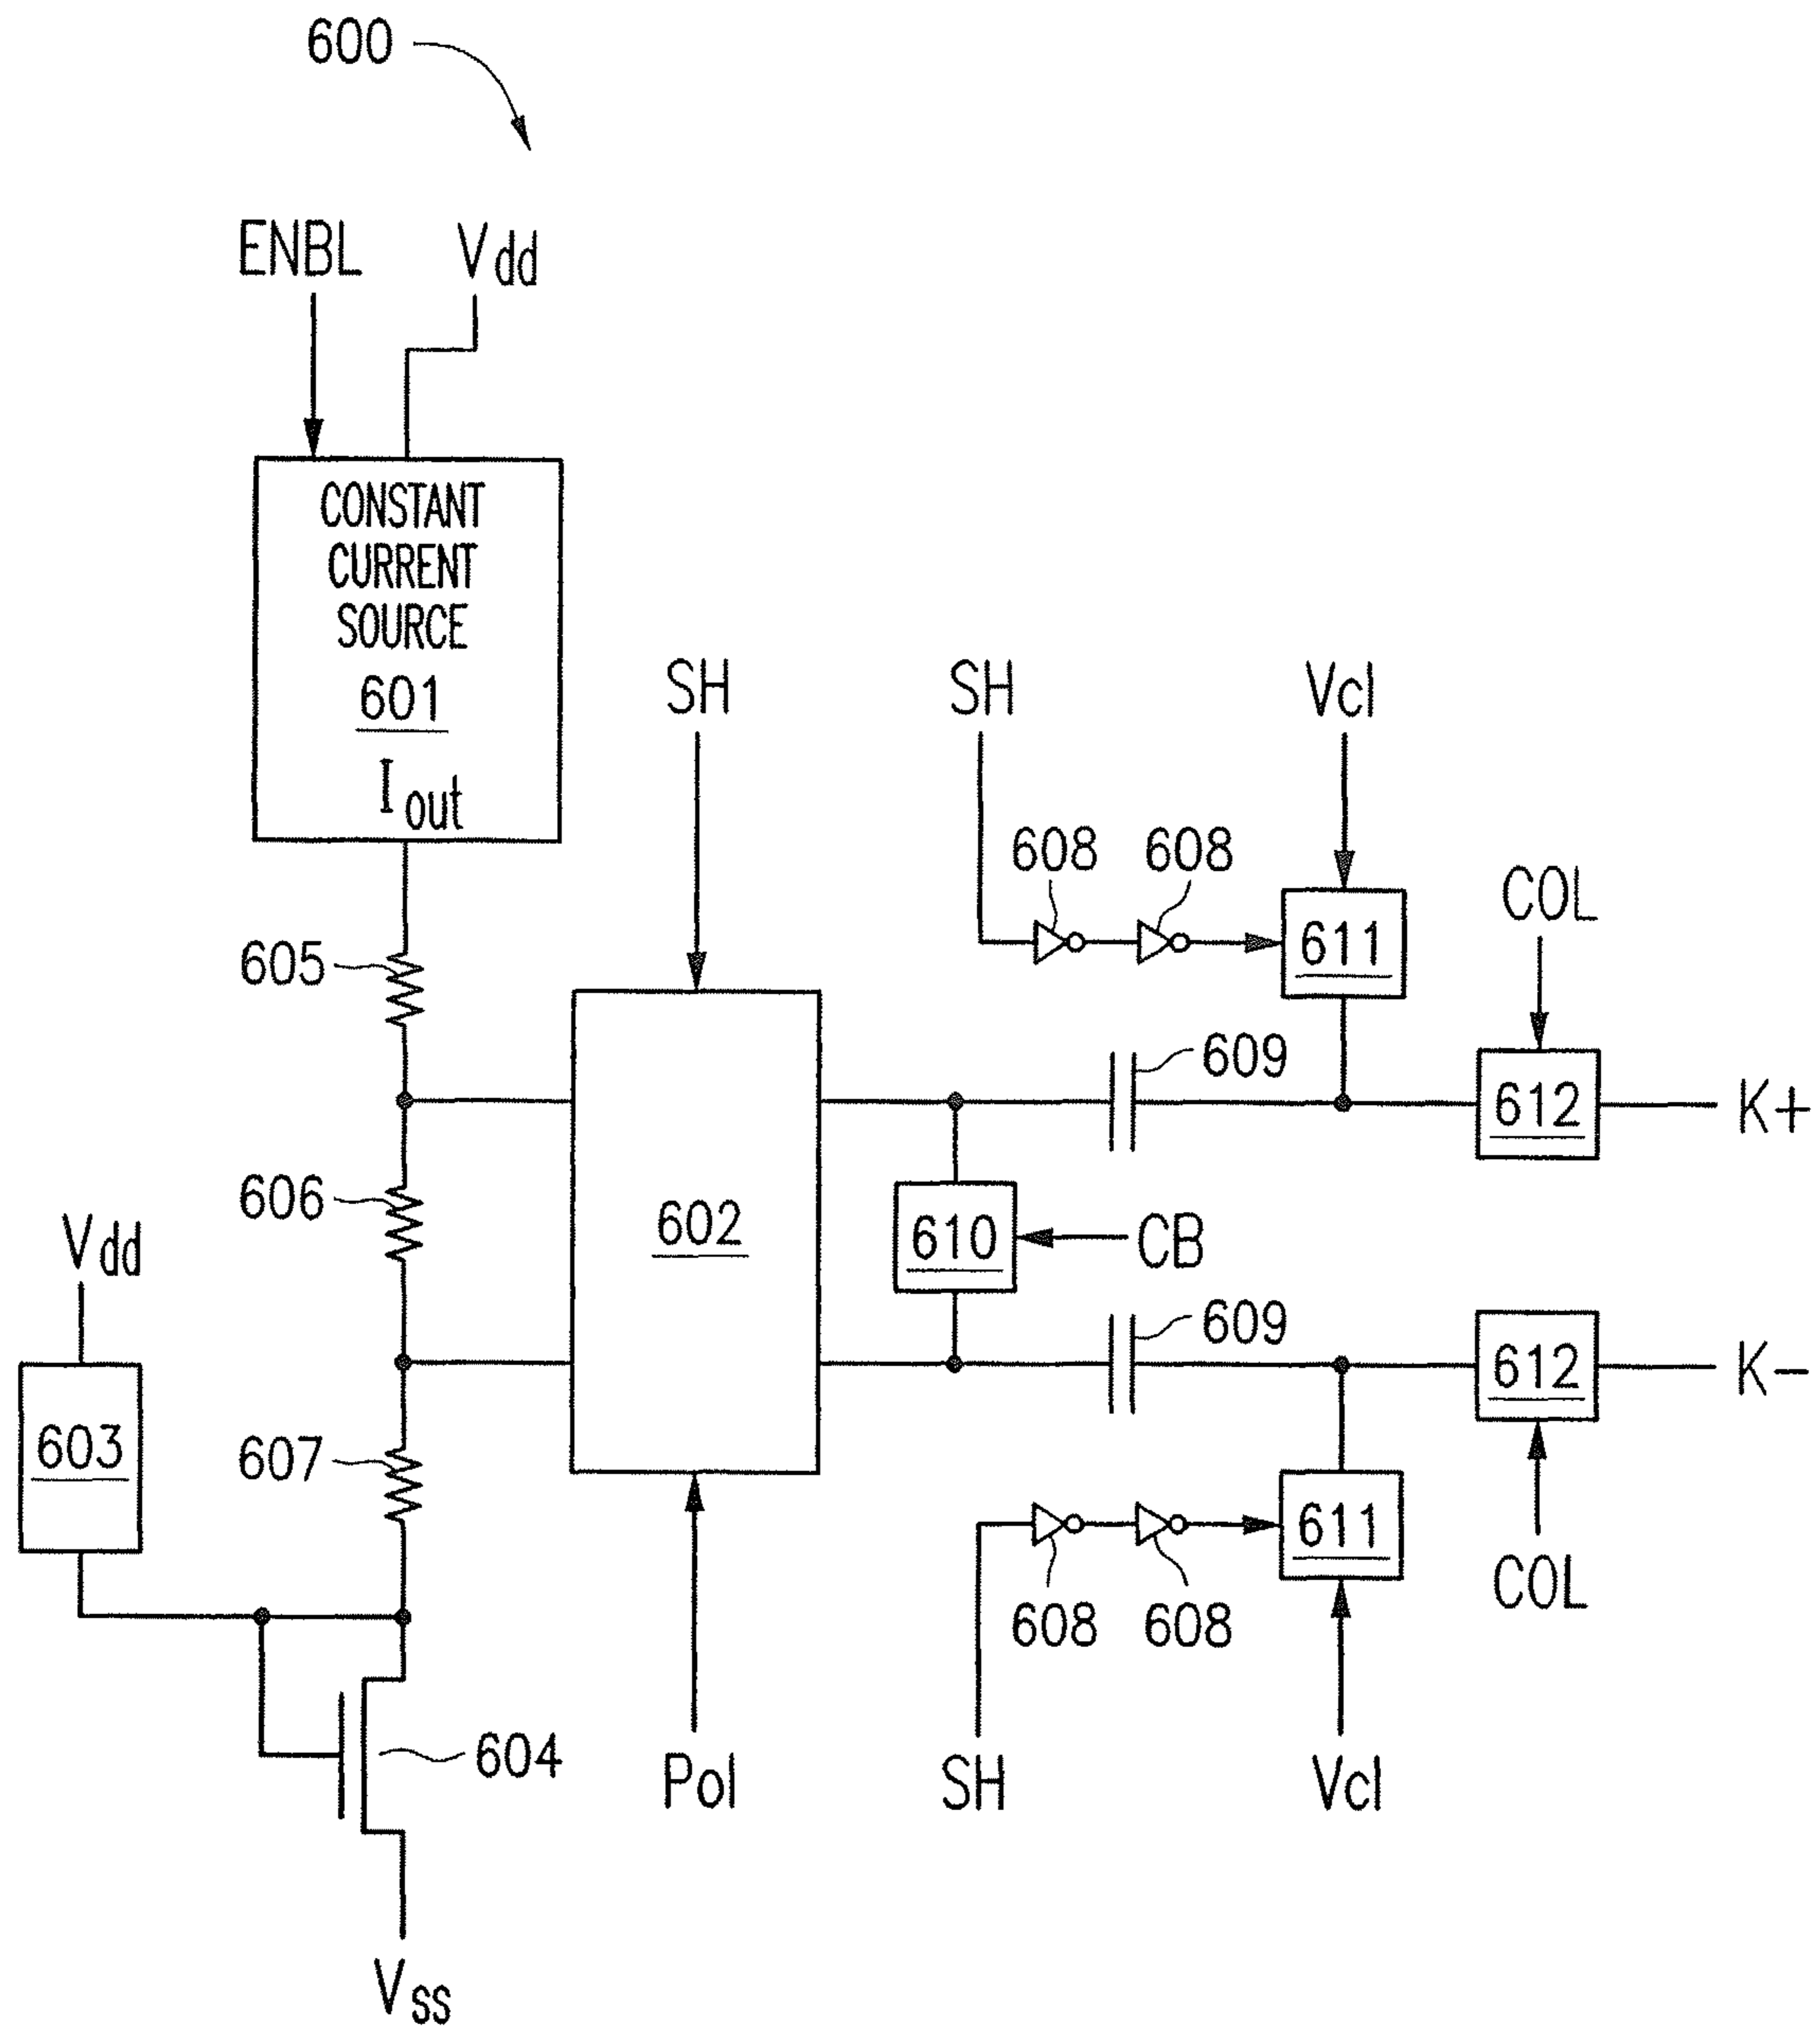 600
ENBL Vdd
CONSTANT
CURRENT
SOURCE
601
Iout
SH SH Vcl
608 608
COL
611
605
609
612 K+
606
602
610 CB
Vdd
609
612 K-
603
607
611
COL
608 608
604
Pol SH Vcl
Vss